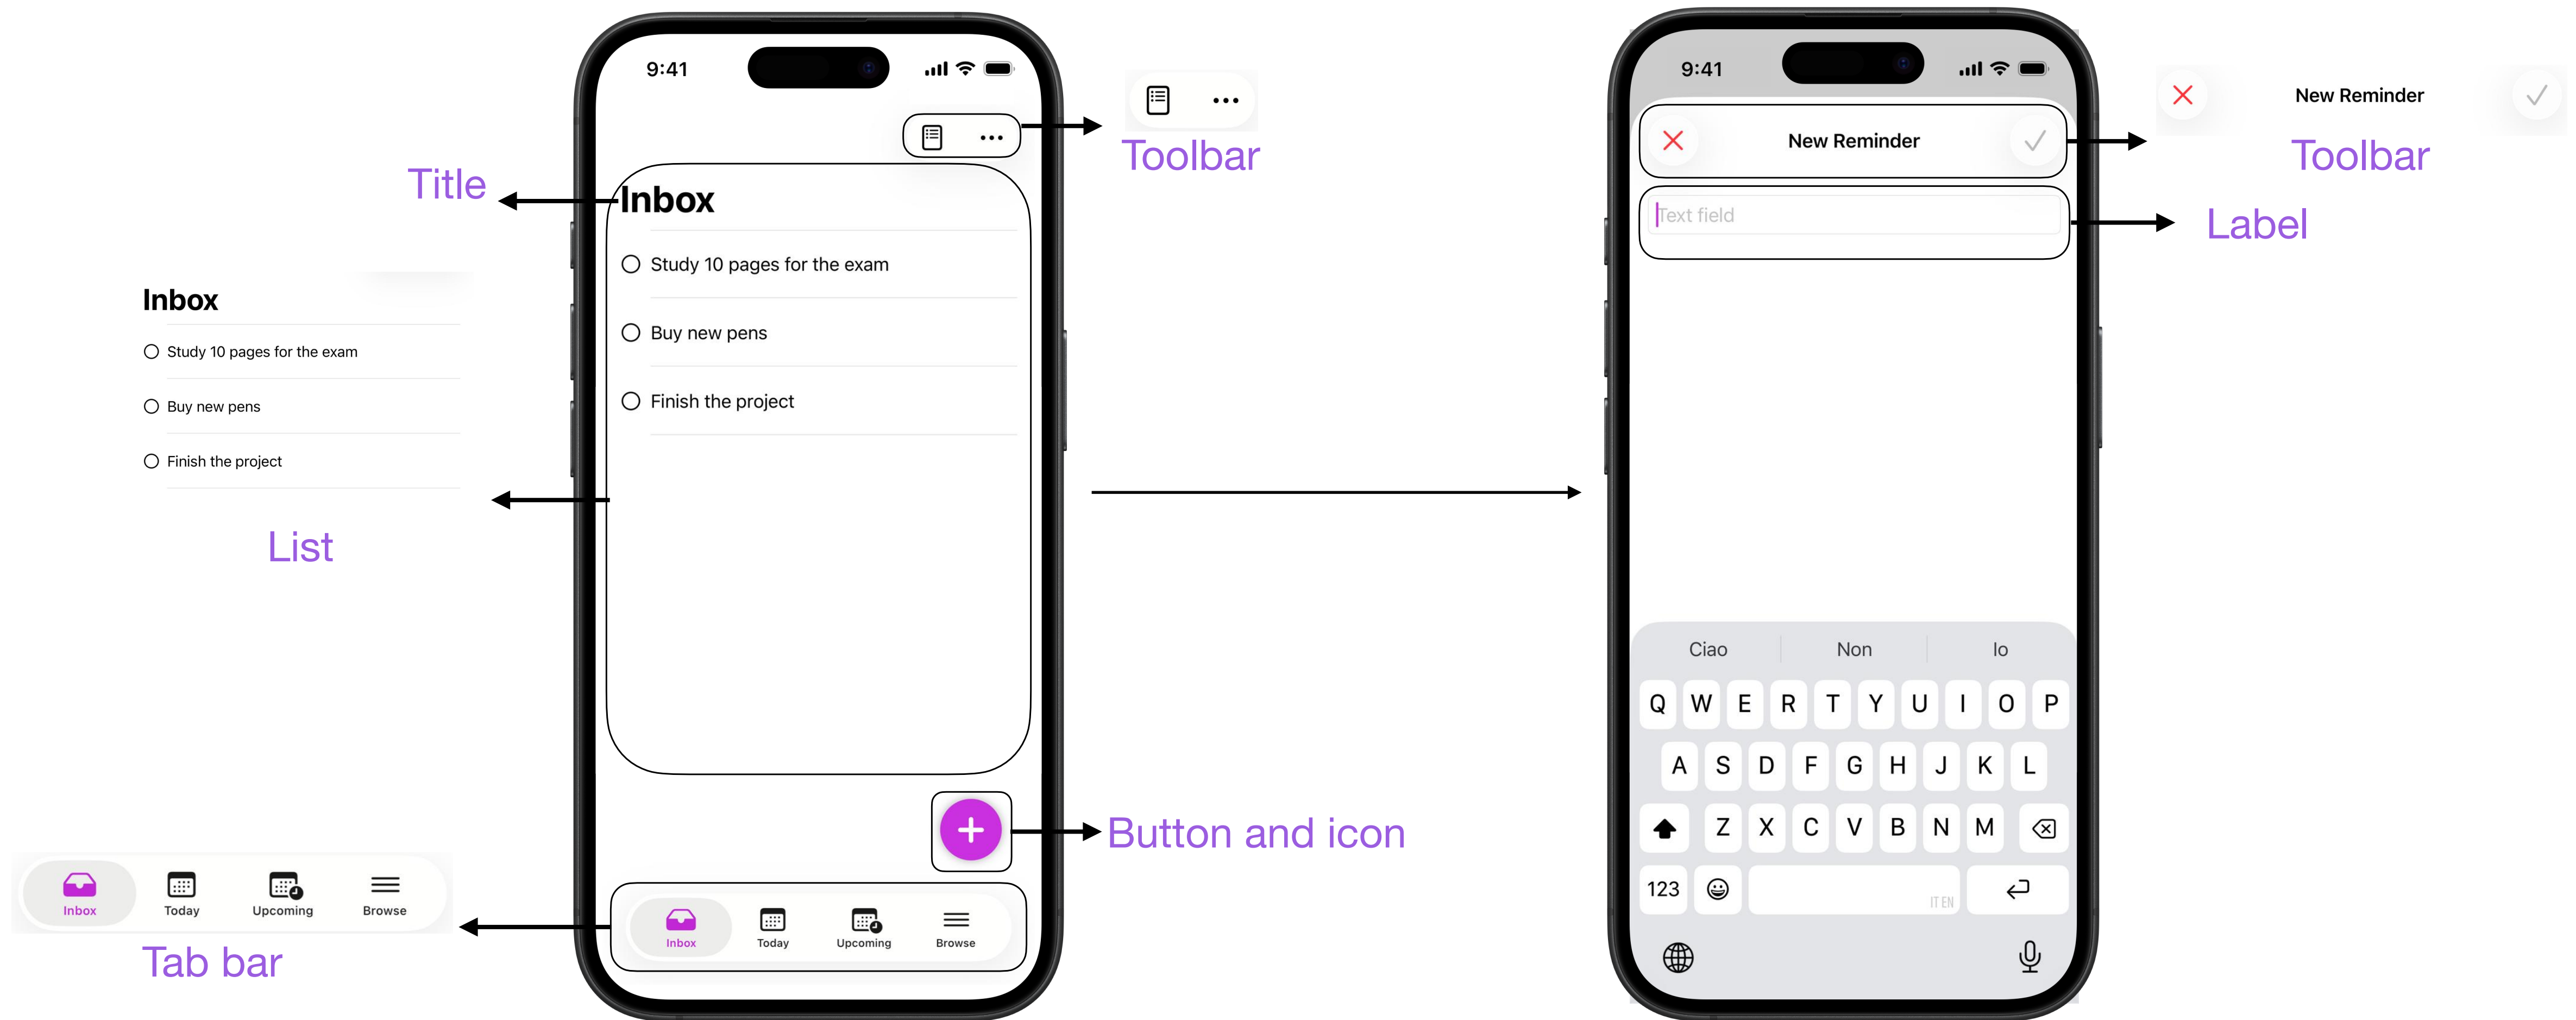 Title
Inbox
Study 10 pages for the exam
Buy new pens
Finish the project
List
Inbox
Today
Upcoming
Browse
Tab bar
9:41
Inbox
Study 10 pages for the exam
Buy new pens
Finish the project
Inbox
Today
Upcoming
Browse
Toolbar
Button and icon
9:41
New Reminder
Text field
Ciao Non Io
Q W E R T Y U I O P
A S D F G H J K L
Z X C V B N M
123
IT EN
New Reminder
Toolbar
Label